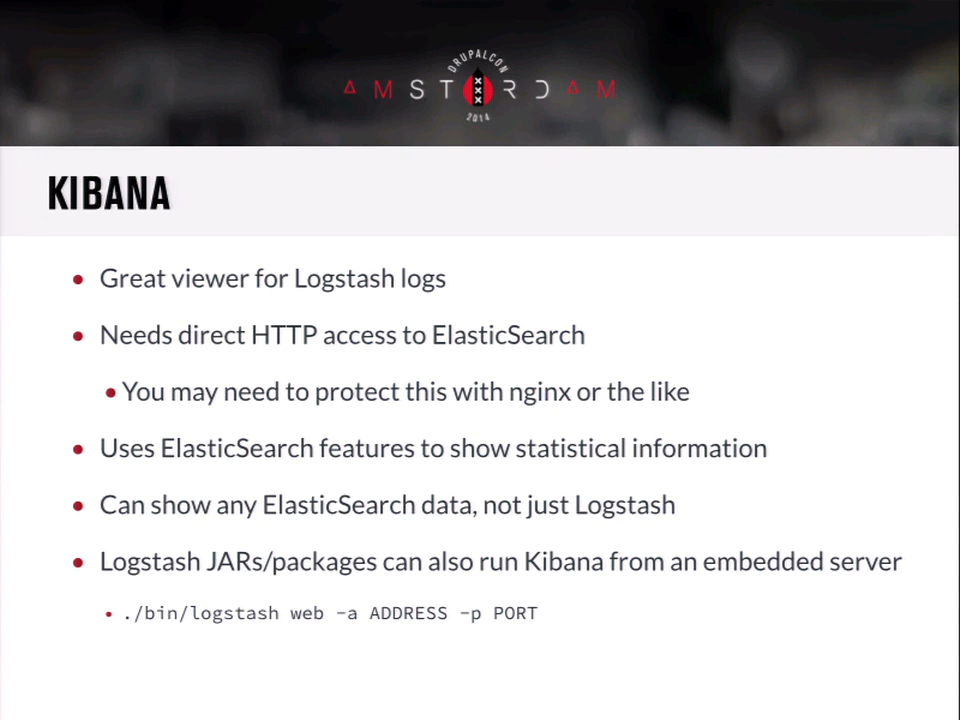 DRUPALCON
AMSTERDAM
2014
KIBANA
• Great viewer for Logstash logs
• Needs direct HTTP access to ElasticSearch
• You may need to protect this with nginx or the like
• Uses ElasticSearch features to show statistical information
• Can show any ElasticSearch data, not just Logstash
• Logstash JARs/packages can also run Kibana from an embedded server
• ./bin/logstash web -a ADDRESS -p PORT